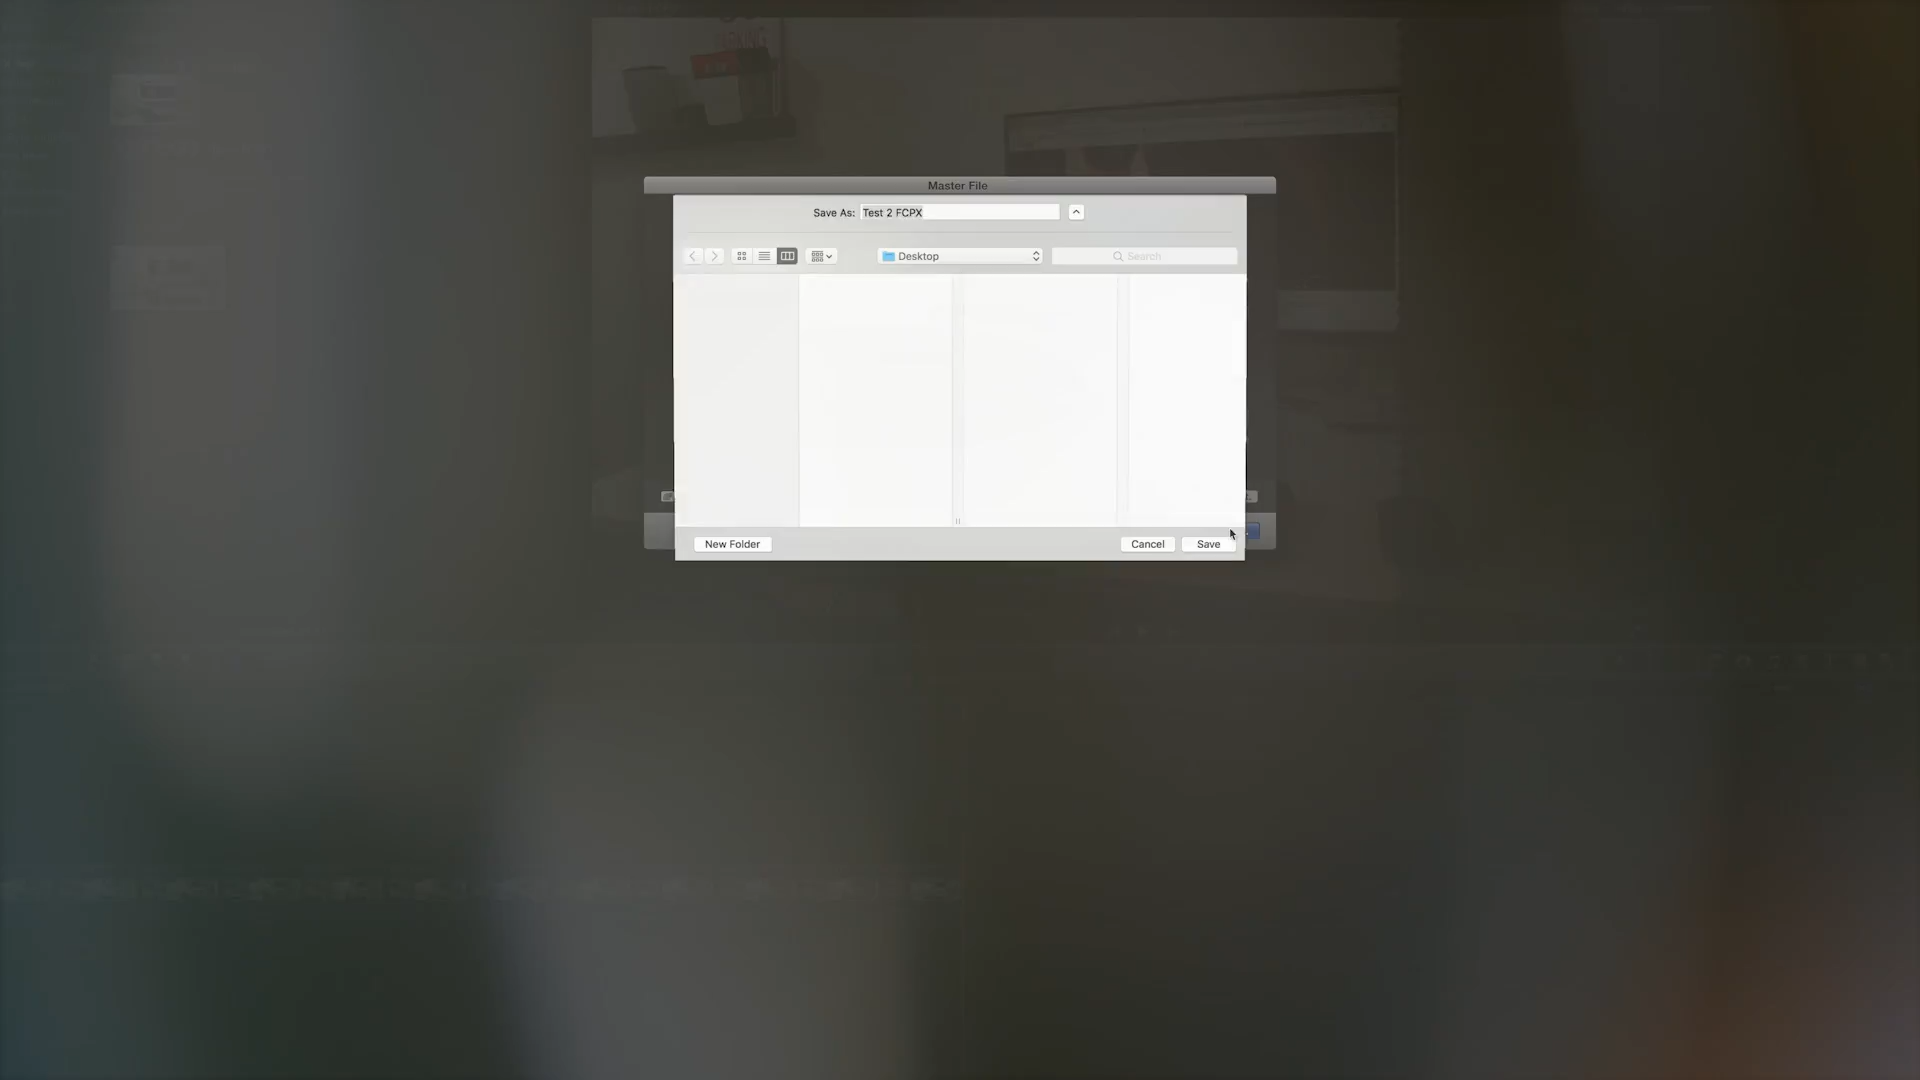 Master File
Save As: Test 2 FCPX
Desktop
Search
New Folder
Cancel
Save